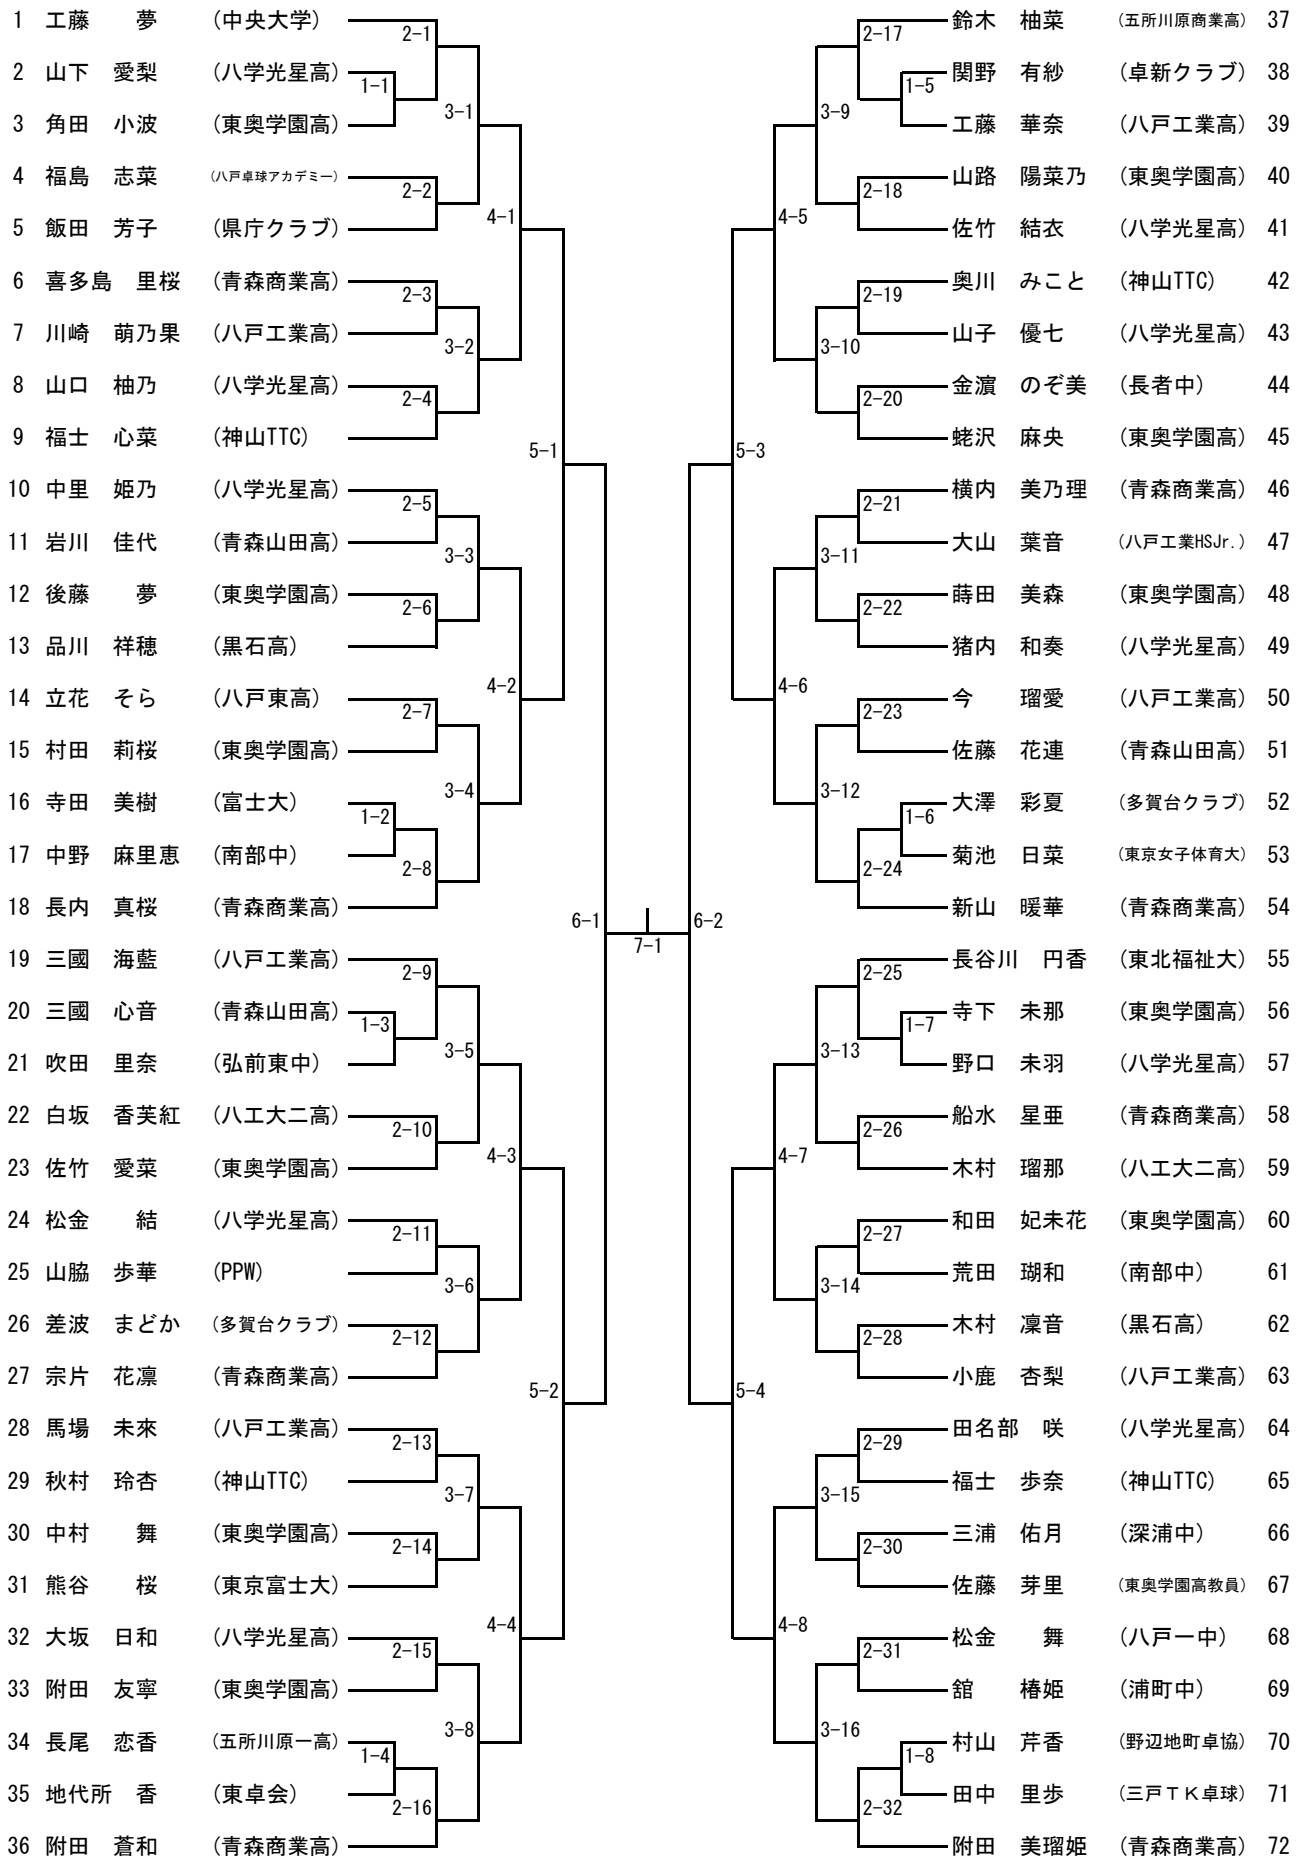 1 工藤　　夢 (中央大学)
2 山下　愛梨 (八学光星高)
3 角田　小波 (東奥学園高)
4 福島　志菜 (八戸卓球アカデミー)
5 飯田　芳子 (県庁クラブ)
6 喜多島　里桜 (青森商業高)
7 川崎　萌乃果 (八戸工業高)
8 山口　柚乃 (八学光星高)
9 福士　心菜 (神山TTC)
10 中里　姫乃 (八学光星高)
11 岩川　佳代 (青森山田高)
12 後藤　　夢 (東奥学園高)
13 品川　祥穂 (黒石高)
14 立花　そら (八戸東高)
15 村田　莉桜 (東奥学園高)
16 寺田　美樹 (富士大)
17 中野　麻里恵 (南部中)
18 長内　真桜 (青森商業高)
19 三國　海藍 (八戸工業高)
20 三國　心音 (青森山田高)
21 吹田　里奈 (弘前東中)
22 白坂　香芙紅 (八工大二高)
23 佐竹　愛菜 (東奥学園高)
24 松金　　結 (八学光星高)
25 山脇　歩華 (PPW)
26 差波　まどか (多賀台クラブ)
27 宗片　花凛 (青森商業高)
28 馬場　未來 (八戸工業高)
29 秋村　玲杏 (神山TTC)
30 中村　　舞 (東奥学園高)
31 熊谷　　桜 (東京富士大)
32 大坂　日和 (八学光星高)
33 附田　友寧 (東奥学園高)
34 長尾　恋香 (五所川原一高)
35 地代所　香 (東卓会)
36 附田　蒼和 (青森商業高)
1-1
1-2
1-3
1-4
2-1
2-2
2-3
2-4
2-5
2-6
2-7
2-8
2-9
2-10
2-11
2-12
2-13
2-14
2-15
2-16
3-1
3-2
3-3
3-4
3-5
3-6
3-7
3-8
4-1
4-2
4-3
4-4
5-1
5-2
6-1
7-1
6-2
5-3
5-4
4-5
4-6
4-7
4-8
3-9
3-10
3-11
3-12
3-13
3-14
3-15
3-16
2-17
2-18
2-19
2-20
2-21
2-22
2-23
2-24
2-25
2-26
2-27
2-28
2-29
2-30
2-31
2-32
1-5
1-6
1-7
1-8
鈴木　柚菜 (五所川原商業高) 37
関野　有紗 (卓新クラブ) 38
工藤　華奈 (八戸工業高) 39
山路　陽菜乃 (東奥学園高) 40
佐竹　結衣 (八学光星高) 41
奥川　みこと (神山TTC) 42
山子　優七 (八学光星高) 43
金濵　のぞ美 (長者中) 44
蛯沢　麻央 (東奥学園高) 45
横内　美乃理 (青森商業高) 46
大山　葉音 (八戸工業HSJr.) 47
蒔田　美森 (東奥学園高) 48
猪内　和奏 (八学光星高) 49
今　　瑠愛 (八戸工業高) 50
佐藤　花連 (青森山田高) 51
大澤　彩夏 (多賀台クラブ) 52
菊池　日菜 (東京女子体育大) 53
新山　暖華 (青森商業高) 54
長谷川　円香 (東北福祉大) 55
寺下　未那 (東奥学園高) 56
野口　未羽 (八学光星高) 57
船水　星亜 (青森商業高) 58
木村　瑠那 (八工大二高) 59
和田　妃未花 (東奥学園高) 60
荒田　瑚和 (南部中) 61
木村　凜音 (黒石高) 62
小鹿　杏梨 (八戸工業高) 63
田名部　咲 (八学光星高) 64
福士　歩奈 (神山TTC) 65
三浦　佑月 (深浦中) 66
佐藤　芽里 (東奥学園高教員) 67
松金　　舞 (八戸一中) 68
舘　　椿姫 (浦町中) 69
村山　芹香 (野辺地町卓協) 70
田中　里歩 (三戸ＴＫ卓球) 71
附田　美瑠姫 (青森商業高) 72